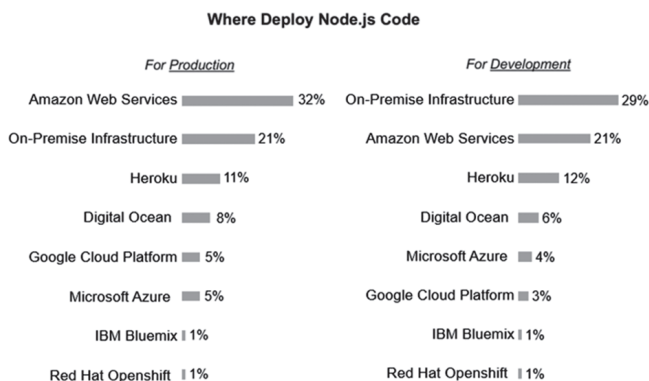 Where Deploy Node.js Code
For Production
Amazon Web Services 32%
On-Premise Infrastructure 21%
Heroku 11%
Digital Ocean 8%
Google Cloud Platform 5%
Microsoft Azure 5%
IBM Bluemix 1%
Red Hat Openshift 1%
For Development
On-Premise Infrastructure 29%
Amazon Web Services 21%
Heroku 12%
Digital Ocean 6%
Microsoft Azure 4%
Google Cloud Platform 3%
IBM Bluemix 1%
Red Hat Openshift 1%